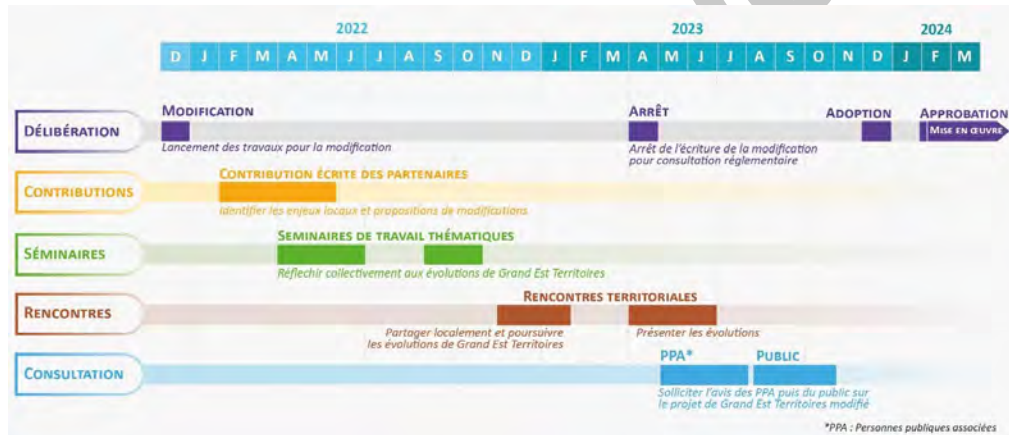 2022 2023 2024
D J F M A M J J A S O N D J F M A M J J A S O N D J F M
MODIFICATION ARRÊT ADOPTION APPROBATION
DÉLIBÉRATION MISE EN ŒUVRE
Lancement des travaux pour la modification
Arrêt de l'écriture de la modification
pour consultation réglementaire
CONTRIBUTION ÉCRITE DES PARTENAIRES
CONTRIBUTIONS
Identifier les enjeux locaux et propositions de modifications
SEMINAIRES DE TRAVAIL THÉMATIQUES
SÉMINAIRES
Réflechir collectivement aux évolutions de Grand Est Territoires
RENCONTRES TERRITORIALES
RENCONTRES
Partager localement et poursuivre
les évolutions de Grand Est Territoires
Présenter les évolutions
PPA* PUBLIC
CONSULTATION
Solliciter l'avis des PPA puis du public sur
le projet de Grand Est Territoires modifié
*PPA : Personnes publiques associées